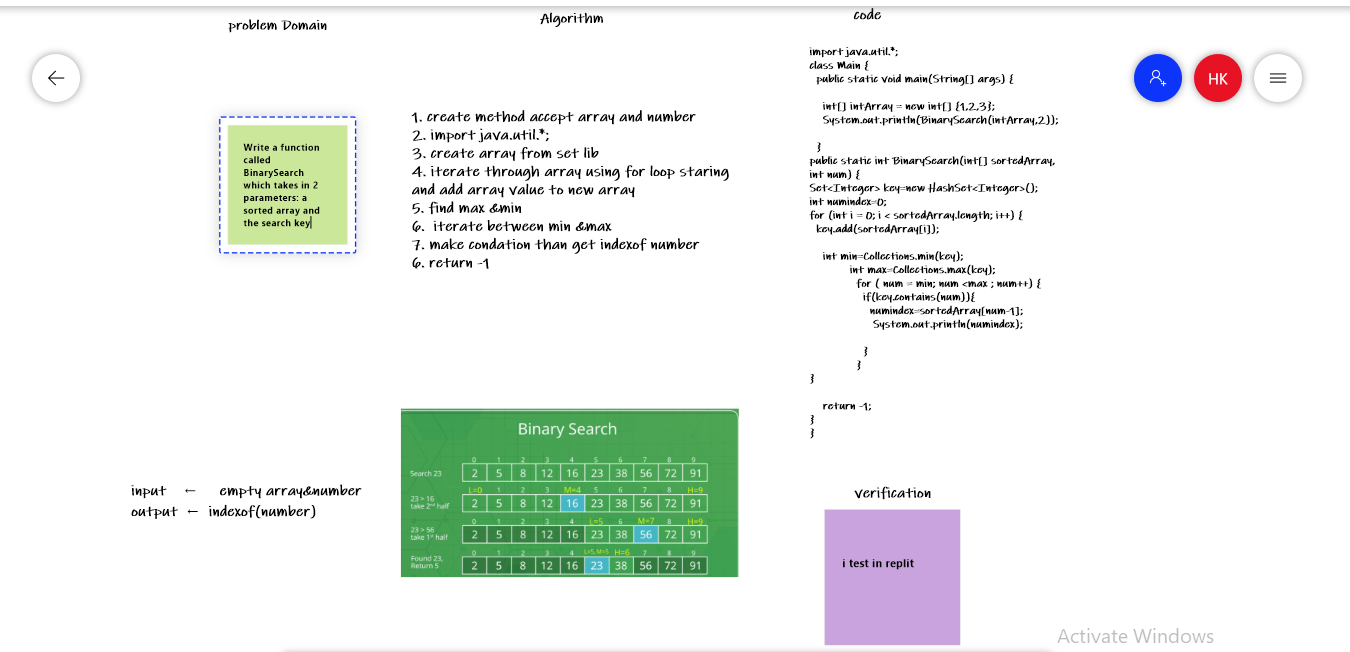 problem Domain
Algorithm
code
HK
Write a function
called
BinarySearch
which takes in 2
parameters: a
sorted array and
the search key
1. create method accept array and number
2. import java.util.*;
3. create array from set lib
4. iterate through array using for loop staring
and add array value to new array
5. find max &min
6. iterate between min &max
7. make condation than get indexof number
6. return -1
import java.util.*;
class Main {
public static void main(String[] args) {
int[] intArray = new int[] {1,2,3};
System.out.println(BinarySearch(intArray,2));
}
public static int BinarySearch(int[] sortedArray,
int num) {
Set<Integer> key=new HashSet<Integer>();
int numindex=0;
for (int i = 0; i < sortedArray.length; i++) {
key.add(sortedArray[i]);
int min=Collections.min(key);
int max=Collections.max(key);
for ( num = min; num <max ; num++) {
if(key.contains(num)){
numindex=sortedArray[num-1];
System.out.println(numindex);
}
}
}
return -1;
}
}
input ← empty array&number
output ← indexof(number)
Binary Search
0 1 2 3 4 5 6 7 8 9
Search 23 2 5 8 12 16 23 38 56 72 91
L=0 1 2 3 M=4 5 6 7 8 H=9
23 > 16
take 2nd half 2 5 8 12 16 23 38 56 72 91
0 1 2 3 4 L=5 6 M=7 8 H=9
23 > 56
take 1st half 2 5 8 12 16 23 38 56 72 91
0 1 2 3 4 L=5, M=5 H=6 7 8 9
Found 23,
Return 5 2 5 8 12 16 23 38 56 72 91
verification
i test in replit
Activate Windows